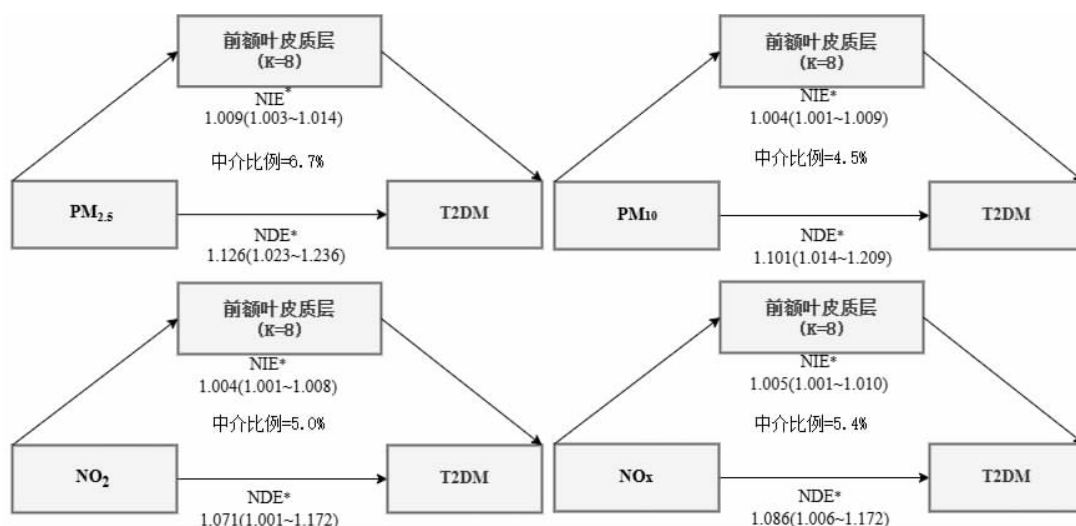 前额叶皮质层
(K=8)
NIE*
1.009(1.003~1.014)
中介比例=6.7%
PM2.5
T2DM
NDE*
1.126(1.023~1.236)
前额叶皮质层
(K=8)
NIE*
1.004(1.001~1.009)
中介比例=4.5%
PM10
T2DM
NDE*
1.101(1.014~1.209)
前额叶皮质层
(K=8)
NIE*
1.004(1.001~1.008)
中介比例=5.0%
NO2
T2DM
NDE*
1.071(1.001~1.172)
前额叶皮质层
(K=8)
NIE*
1.005(1.001~1.010)
中介比例=5.4%
NOx
T2DM
NDE*
1.086(1.006~1.172)